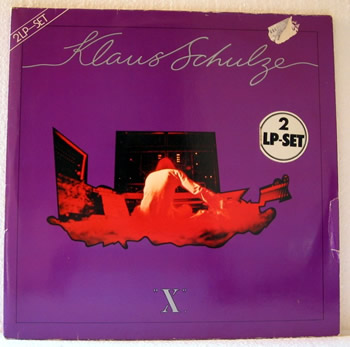 2LP-SET
Klaus Schulze
2
LP-SET
"X"